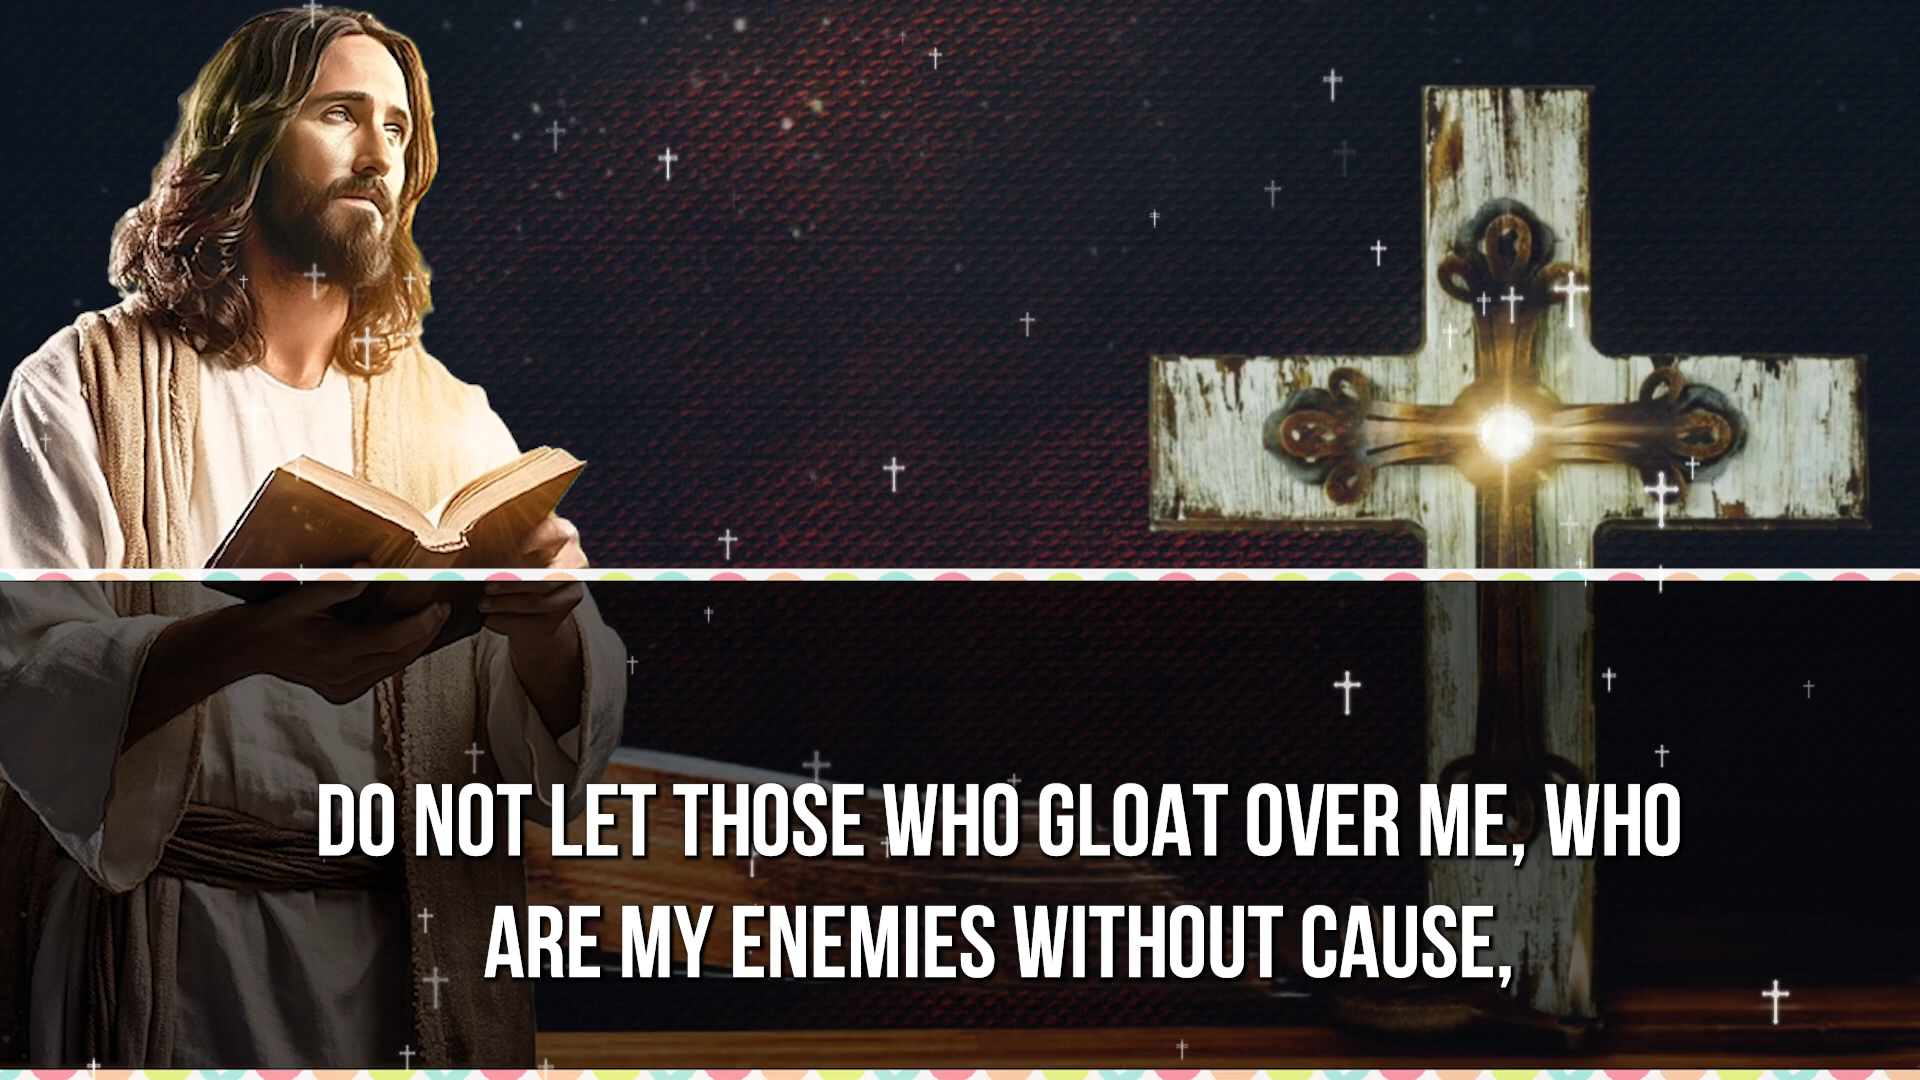 DO NOT LET THOSE WHO GLOAT OVER ME, WHO
ARE MY ENEMIES WITHOUT CAUSE,